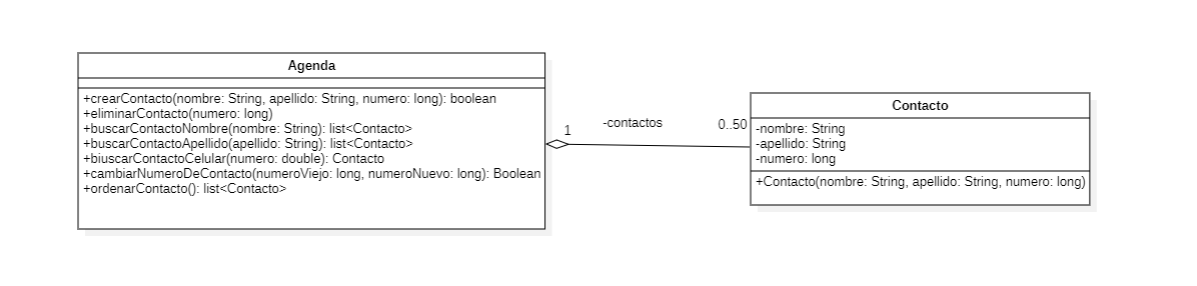 Agenda
+crearContacto(nombre: String, apellido: String, numero: long): boolean
+eliminarContacto(numero: long)
+buscarContactoNombre(nombre: String): list<Contacto>
+buscarContactoApellido(apellido: String): list<Contacto>
+biuscarContactoCelular(numero: double): Contacto
+cambiarNumeroDeContacto(numeroViejo: long, numeroNuevo: long): Boolean
+ordenarContacto(): list<Contacto>
1
-contactos
0..50
Contacto
-nombre: String
-apellido: String
-numero: long
+Contacto(nombre: String, apellido: String, numero: long)